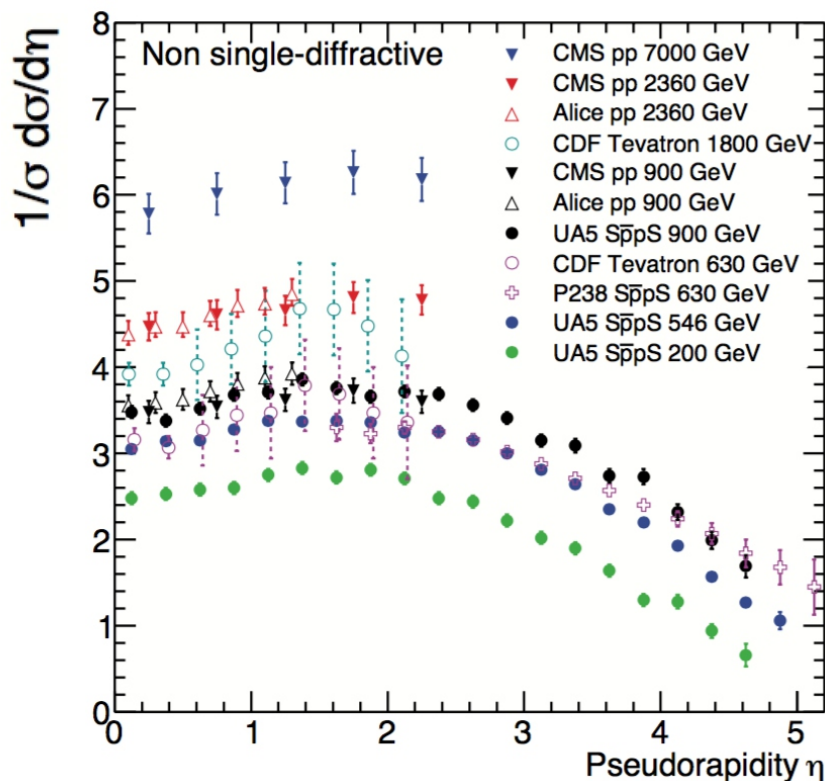 1/σ dσ/dη
Non single-diffractive
CMS pp 7000 GeV
CMS pp 2360 GeV
Alice pp 2360 GeV
CDF Tevatron 1800 GeV
CMS pp 900 GeV
Alice pp 900 GeV
UA5 Sp̅pS 900 GeV
CDF Tevatron 630 GeV
P238 Sp̅pS 630 GeV
UA5 Sp̅pS 546 GeV
UA5 Sp̅pS 200 GeV
8
7
6
5
4
3
2
1
0
0 1 2 3 4 5
Pseudorapidity η